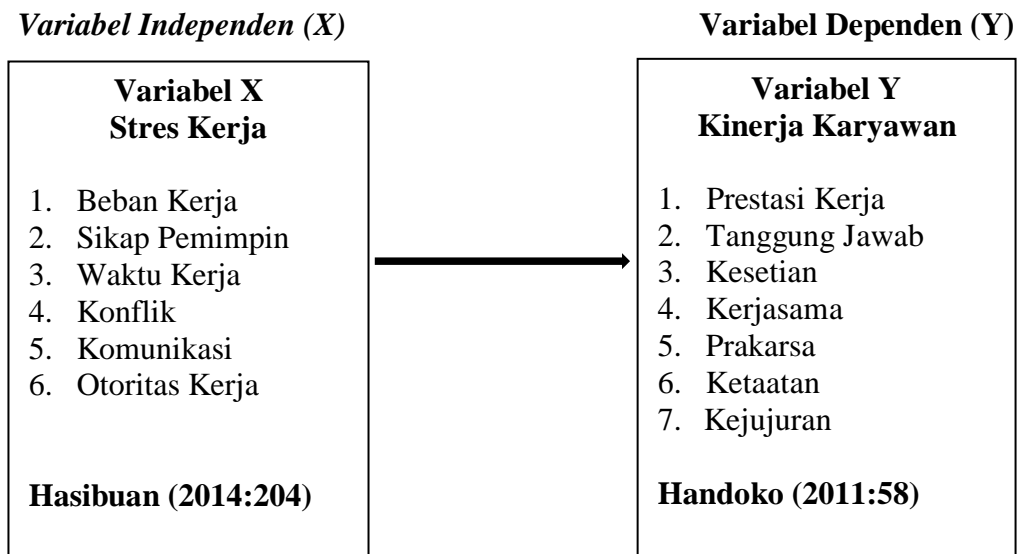 Variabel Independen (X)
Variabel Dependen (Y)
Variabel X
Stres Kerja
1. Beban Kerja
2. Sikap Pemimpin
3. Waktu Kerja
4. Konflik
5. Komunikasi
6. Otoritas Kerja
Hasibuan (2014:204)
Variabel Y
Kinerja Karyawan
1. Prestasi Kerja
2. Tanggung Jawab
3. Kesetian
4. Kerjasama
5. Prakarsa
6. Ketaatan
7. Kejujuran
Handoko (2011:58)